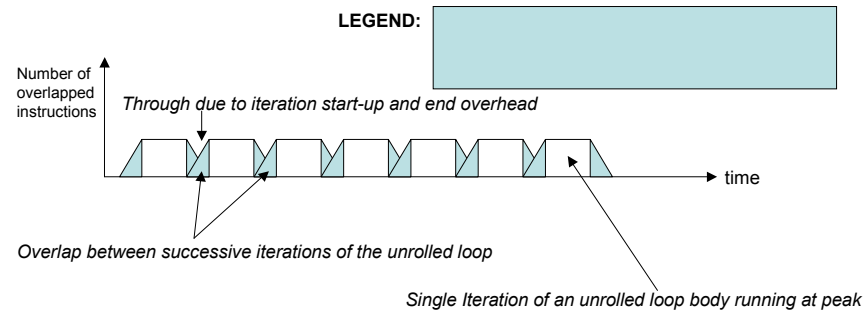 LEGEND:
Number of
overlapped
instructions
Through due to iteration start-up and end overhead
time
Overlap between successive iterations of the unrolled loop
Single Iteration of an unrolled loop body running at peak